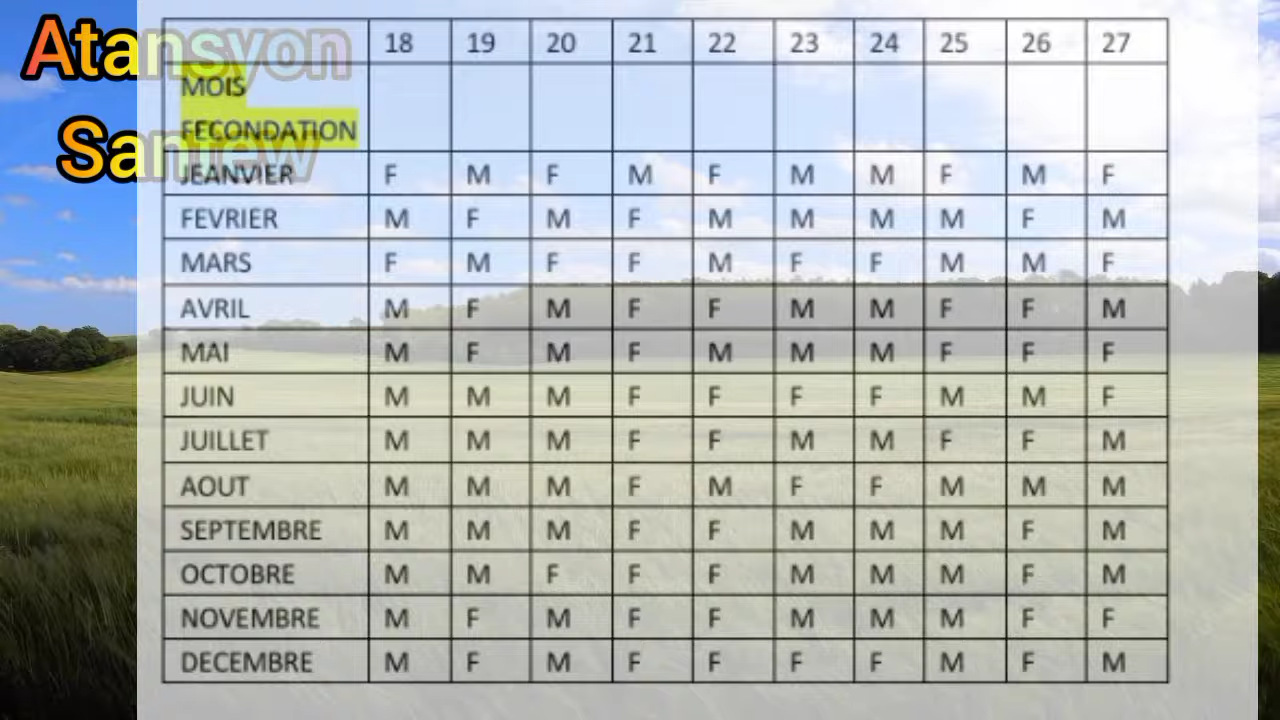 Atansyon
Santew
18 19 20 21 22 23 24 25 26 27
MOIS
FECONDATION
JEANVIER F M F M F M M F M F
FEVRIER M F M F M M M M F M
MARS F M F F M F F M M F
AVRIL M F M F F M M F F M
MAI M F M F M M M F F F
JUIN M M M F F F F M M F
JUILLET M M M F F M M F F M
AOUT M M M F M F F M M M
SEPTEMBRE M M M F F M M M F M
OCTOBRE M M F F F M M M F M
NOVEMBRE M F M F F M M M F F
DECEMBRE M F M F F F F M F M